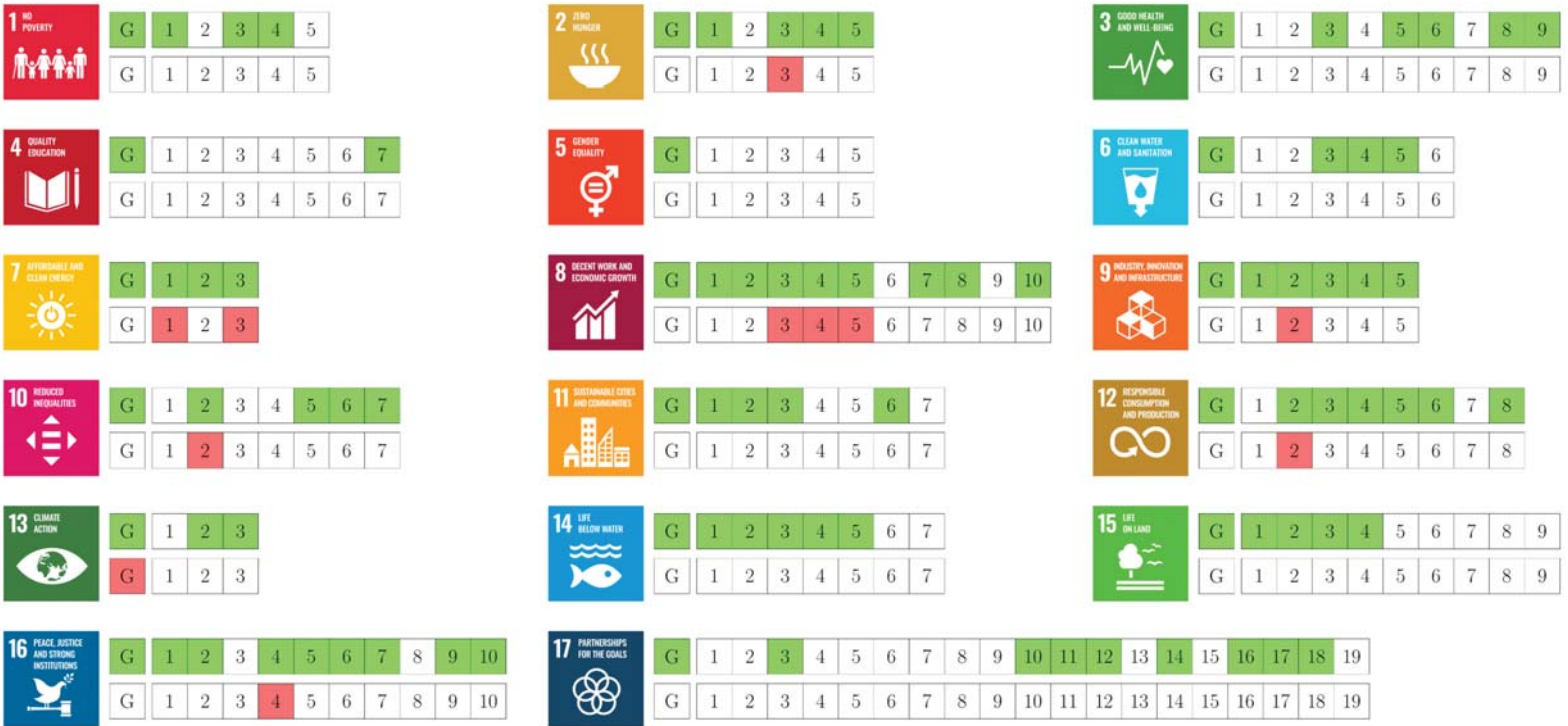 1 NO
POVERTY
G 1 2 3 4 5
G 1 2 3 4 5
2 ZERO
HUNGER
G 1 2 3 4 5
G 1 2 3 4 5
3 GOOD HEALTH
AND WELL-BEING
G 1 2 3 4 5 6 7 8 9
G 1 2 3 4 5 6 7 8 9
4 QUALITY
EDUCATION
G 1 2 3 4 5 6 7
G 1 2 3 4 5 6 7
5 GENDER
EQUALITY
G 1 2 3 4 5
G 1 2 3 4 5
6 CLEAN WATER
AND SANITATION
G 1 2 3 4 5 6
G 1 2 3 4 5 6
7 AFFORDABLE AND
CLEAN ENERGY
G 1 2 3
G 1 2 3
8 DECENT WORK AND
ECONOMIC GROWTH
G 1 2 3 4 5 6 7 8 9 10
G 1 2 3 4 5 6 7 8 9 10
9 INDUSTRY, INNOVATION
AND INFRASTRUCTURE
G 1 2 3 4 5
G 1 2 3 4 5
10 REDUCED
INEQUALITIES
G 1 2 3 4 5 6 7
G 1 2 3 4 5 6 7
11 SUSTAINABLE CITIES
AND COMMUNITIES
G 1 2 3 4 5 6 7
G 1 2 3 4 5 6 7
12 RESPONSIBLE
CONSUMPTION
AND PRODUCTION
G 1 2 3 4 5 6 7 8
G 1 2 3 4 5 6 7 8
13 CLIMATE
ACTION
G 1 2 3
G 1 2 3
14 LIFE
BELOW WATER
G 1 2 3 4 5 6 7
G 1 2 3 4 5 6 7
15 LIFE
ON LAND
G 1 2 3 4 5 6 7 8 9
G 1 2 3 4 5 6 7 8 9
16 PEACE, JUSTICE
AND STRONG
INSTITUTIONS
G 1 2 3 4 5 6 7 8 9 10
G 1 2 3 4 5 6 7 8 9 10
17 PARTNERSHIPS
FOR THE GOALS
G 1 2 3 4 5 6 7 8 9 10 11 12 13 14 15 16 17 18 19
G 1 2 3 4 5 6 7 8 9 10 11 12 13 14 15 16 17 18 19